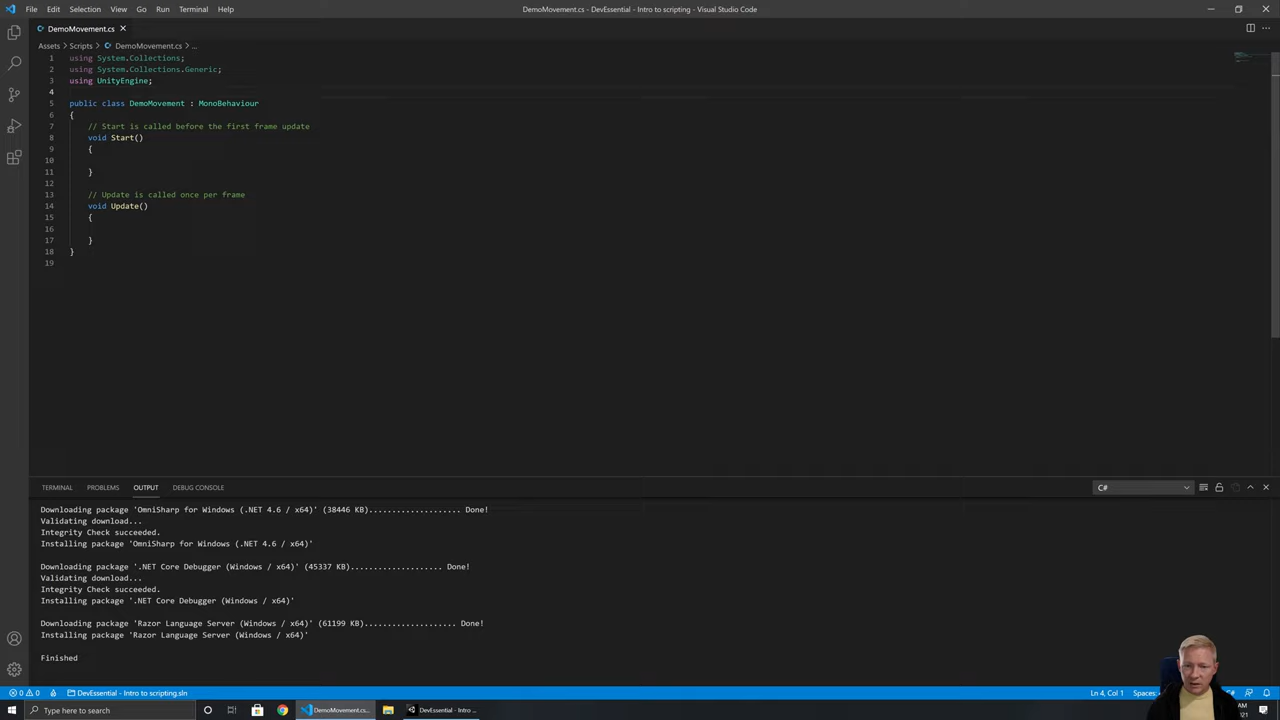 File Edit Selection View Go Run Terminal Help
DemoMovement.cs - DevEssential - Intro to scripting - Visual Studio Code
DemoMovement.cs
Assets > Scripts > DemoMovement.cs > ...
1 using System.Collections;
2 using System.Collections.Generic;
3 using UnityEngine;
4
5 public class DemoMovement : MonoBehaviour
6 {
7 // Start is called before the first frame update
8 void Start()
9 {
10
11 }
12
13 // Update is called once per frame
14 void Update()
15 {
16
17 }
18 }
19
TERMINAL PROBLEMS OUTPUT DEBUG CONSOLE
C#
Downloading package 'OmniSharp for Windows (.NET 4.6 / x64)' (38446 KB).................... Done!
Validating download...
Integrity Check succeeded.
Installing package 'OmniSharp for Windows (.NET 4.6 / x64)'
Downloading package '.NET Core Debugger (Windows / x64)' (45337 KB).................... Done!
Validating download...
Integrity Check succeeded.
Installing package '.NET Core Debugger (Windows / x64)'
Downloading package 'Razor Language Server (Windows / x64)' (61199 KB).................... Done!
Installing package 'Razor Language Server (Windows / x64)'
Finished
0 0 DevEssential - Intro to scripting.sln
Ln 4, Col 1 Spaces: C#
Type here to search
DemoMovement.cs...
DevEssential - Intro ...
AM